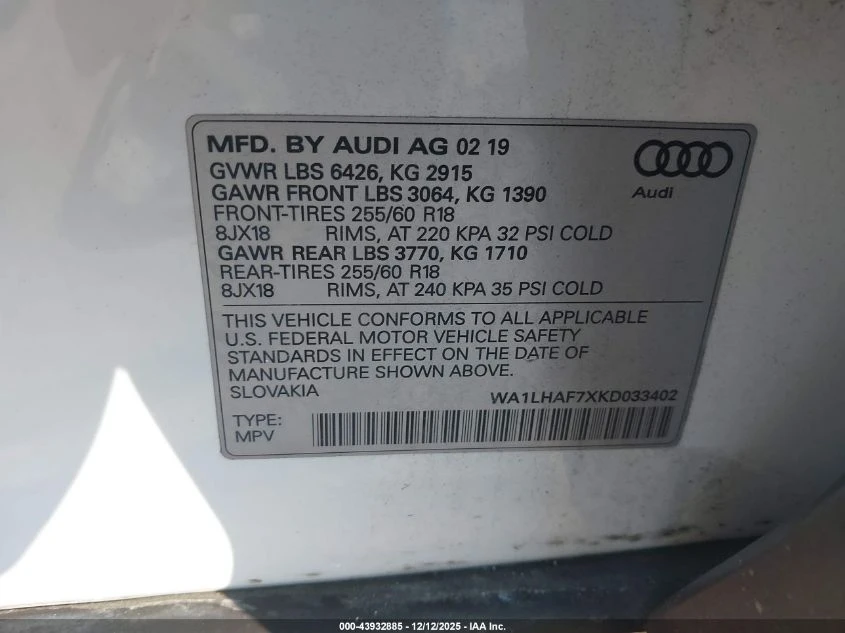 MFD. BY AUDI AG 02 19
GVWR LBS 6426, KG 2915
GAWR FRONT LBS 3064, KG 1390
FRONT-TIRES 255/60 R18
8JX18 RIMS, AT 220 KPA 32 PSI COLD
GAWR REAR LBS 3770, KG 1710
REAR-TIRES 255/60 R18
8JX18 RIMS, AT 240 KPA 35 PSI COLD
Audi
THIS VEHICLE CONFORMS TO ALL APPLICABLE
U.S. FEDERAL MOTOR VEHICLE SAFETY
STANDARDS IN EFFECT ON THE DATE OF
MANUFACTURE SHOWN ABOVE.
SLOVAKIA
WA1LHAF7XKD033402
TYPE:
MPV
000-43932885 - 12/12/2025 - IAA Inc.